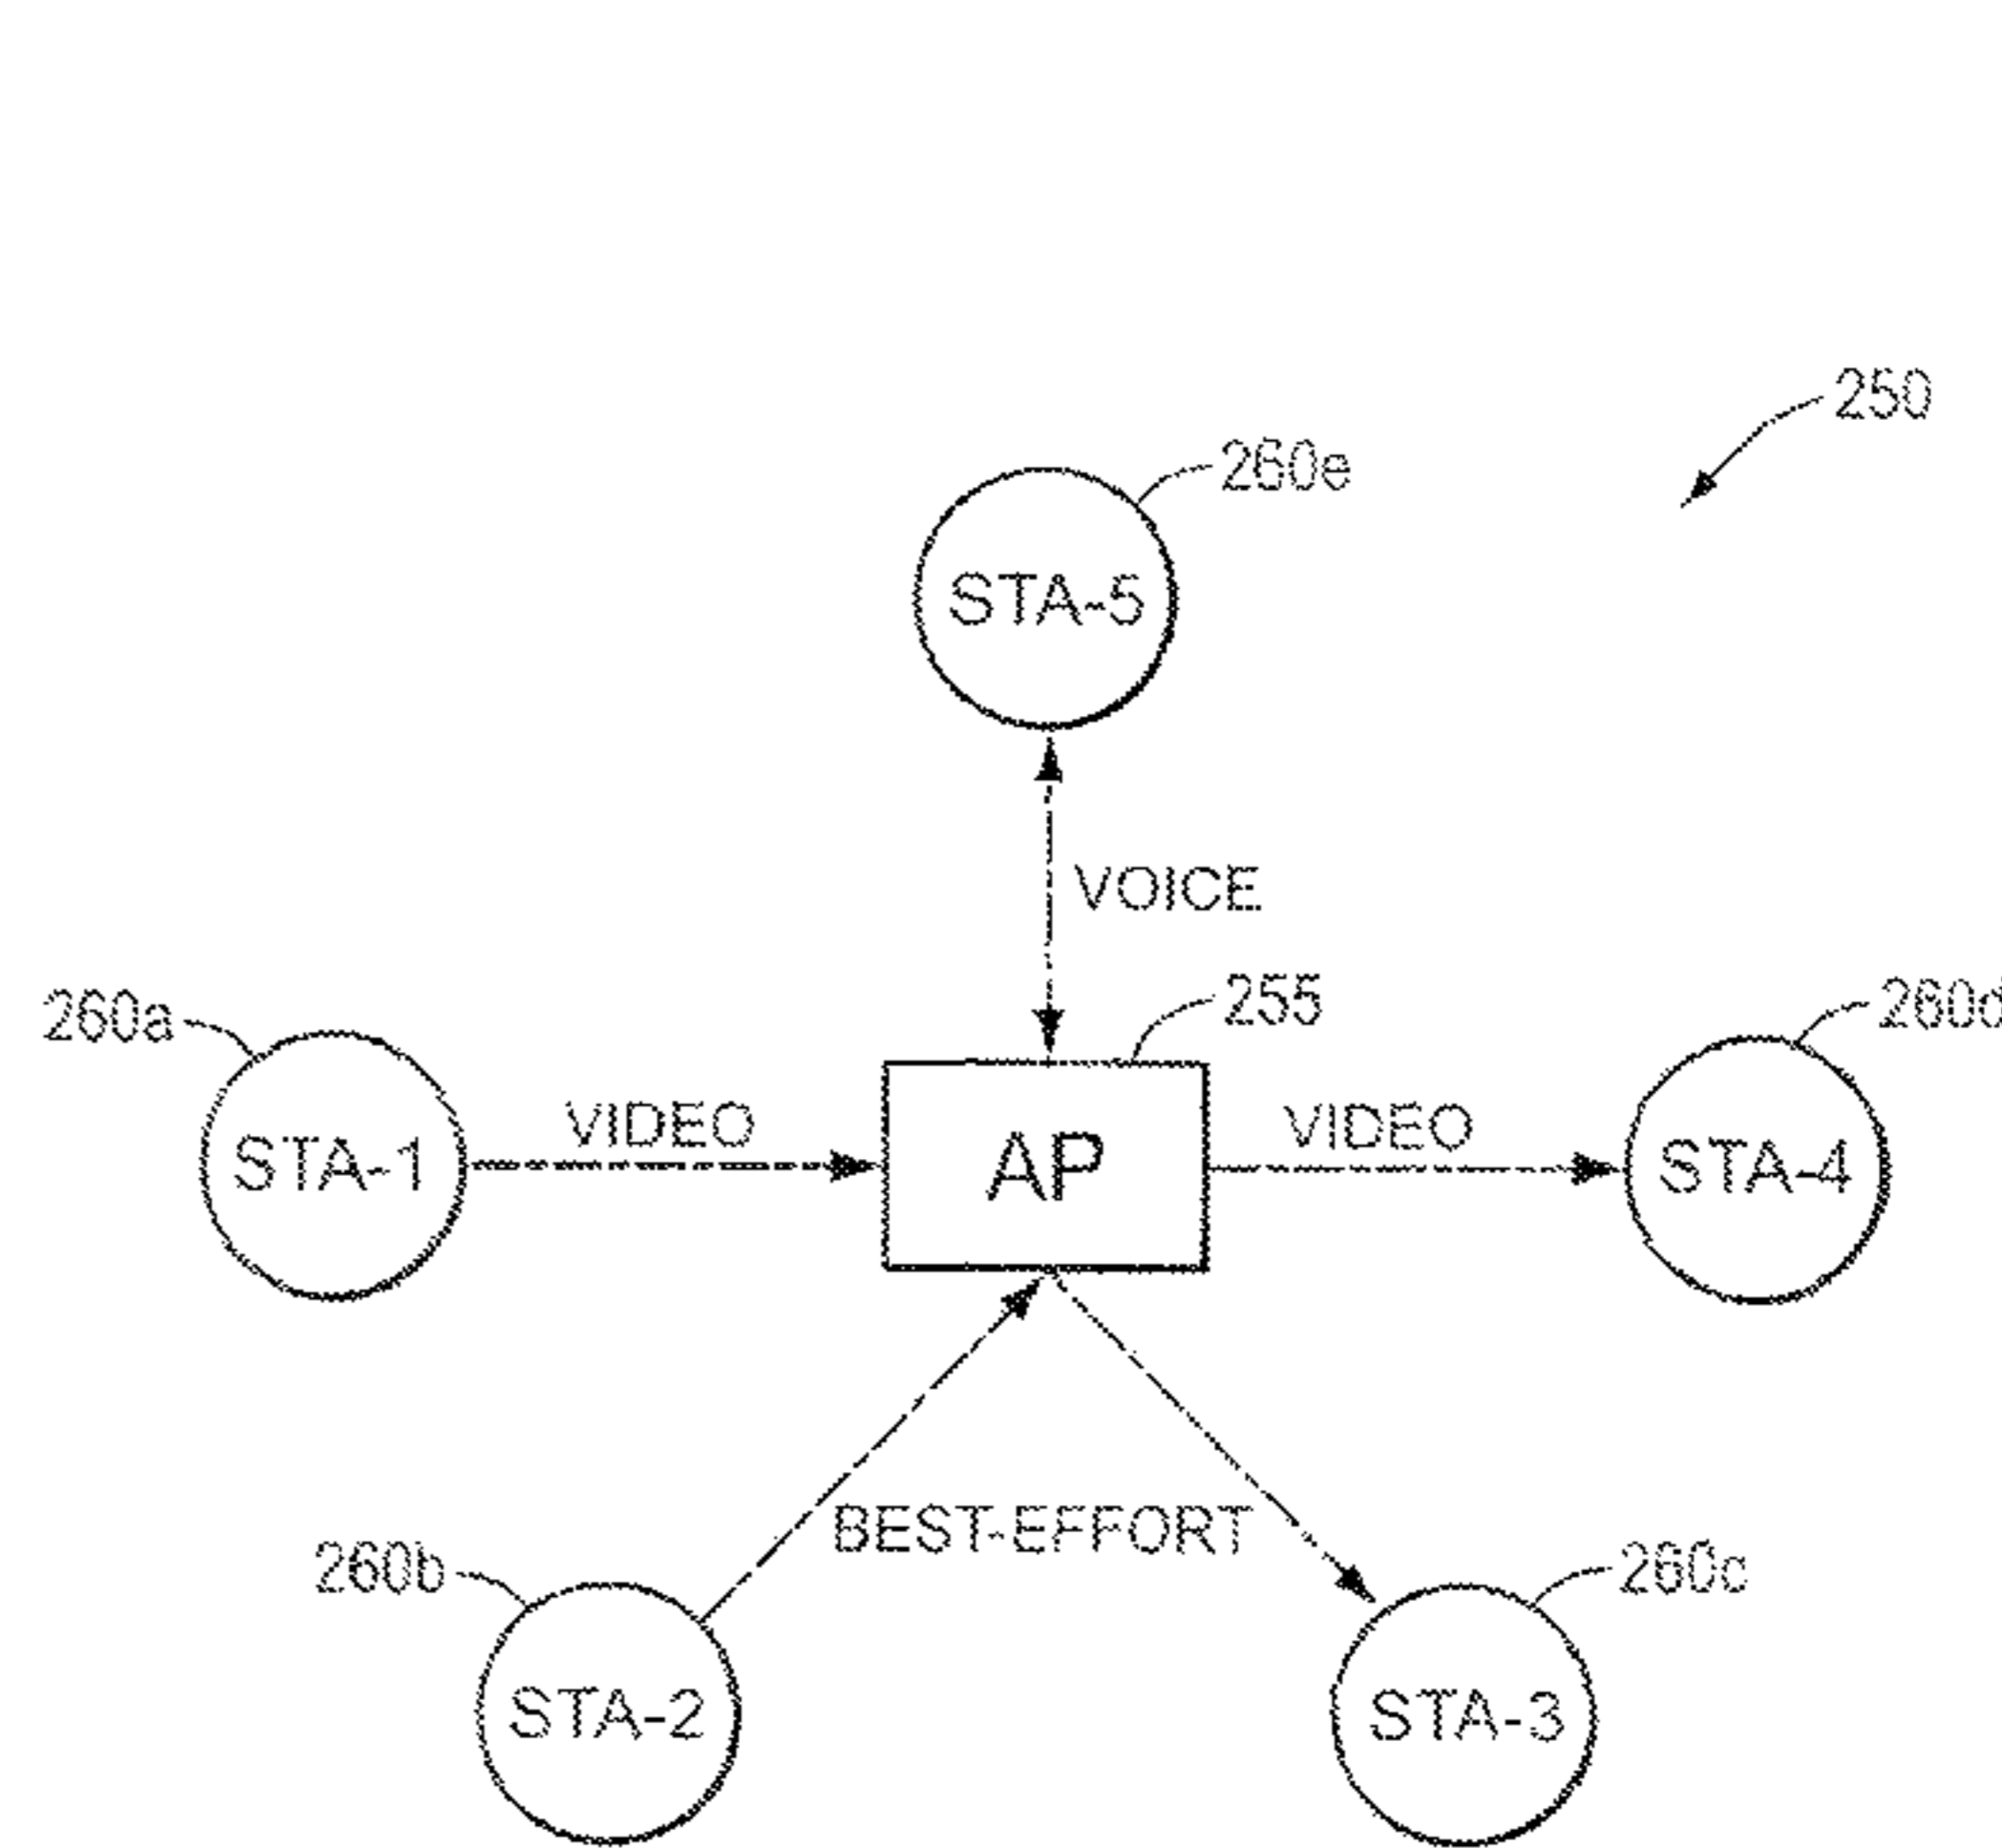 250
260e
STA-5
VOICE
260a
255
260d
STA-1
VIDEO
AP
VIDEO
STA-4
BEST-EFFORT
260b
260c
STA-2
STA-3